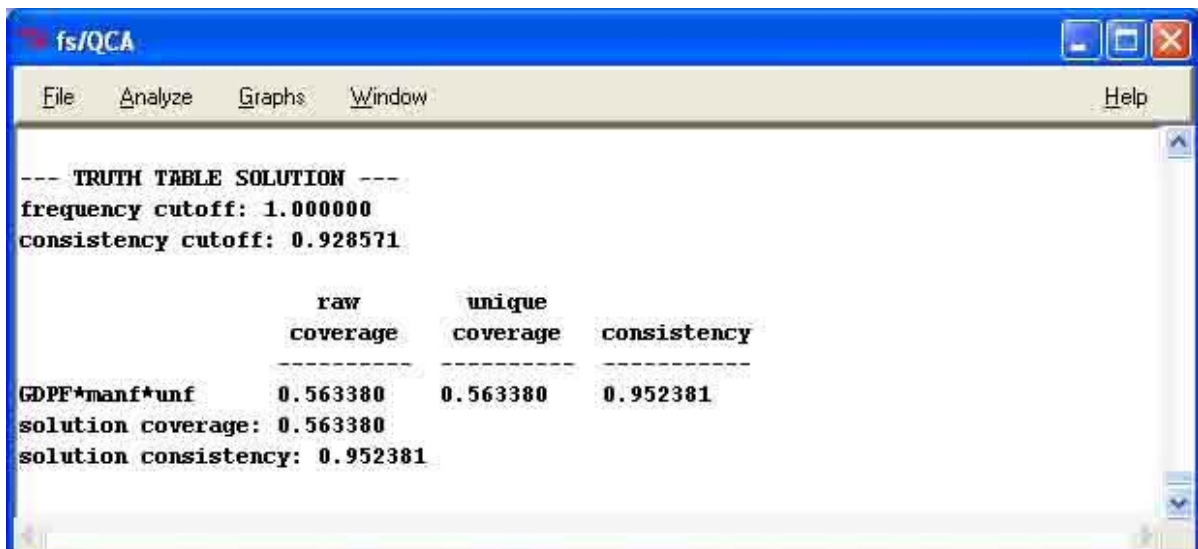 fs/QCA
File Analyze Graphs Window Help
--- TRUTH TABLE SOLUTION ---
frequency cutoff: 1.000000
consistency cutoff: 0.928571
raw unique
coverage coverage consistency
---------- ---------- -----------
GDPF*manf*unf 0.563380 0.563380 0.952381
solution coverage: 0.563380
solution consistency: 0.952381